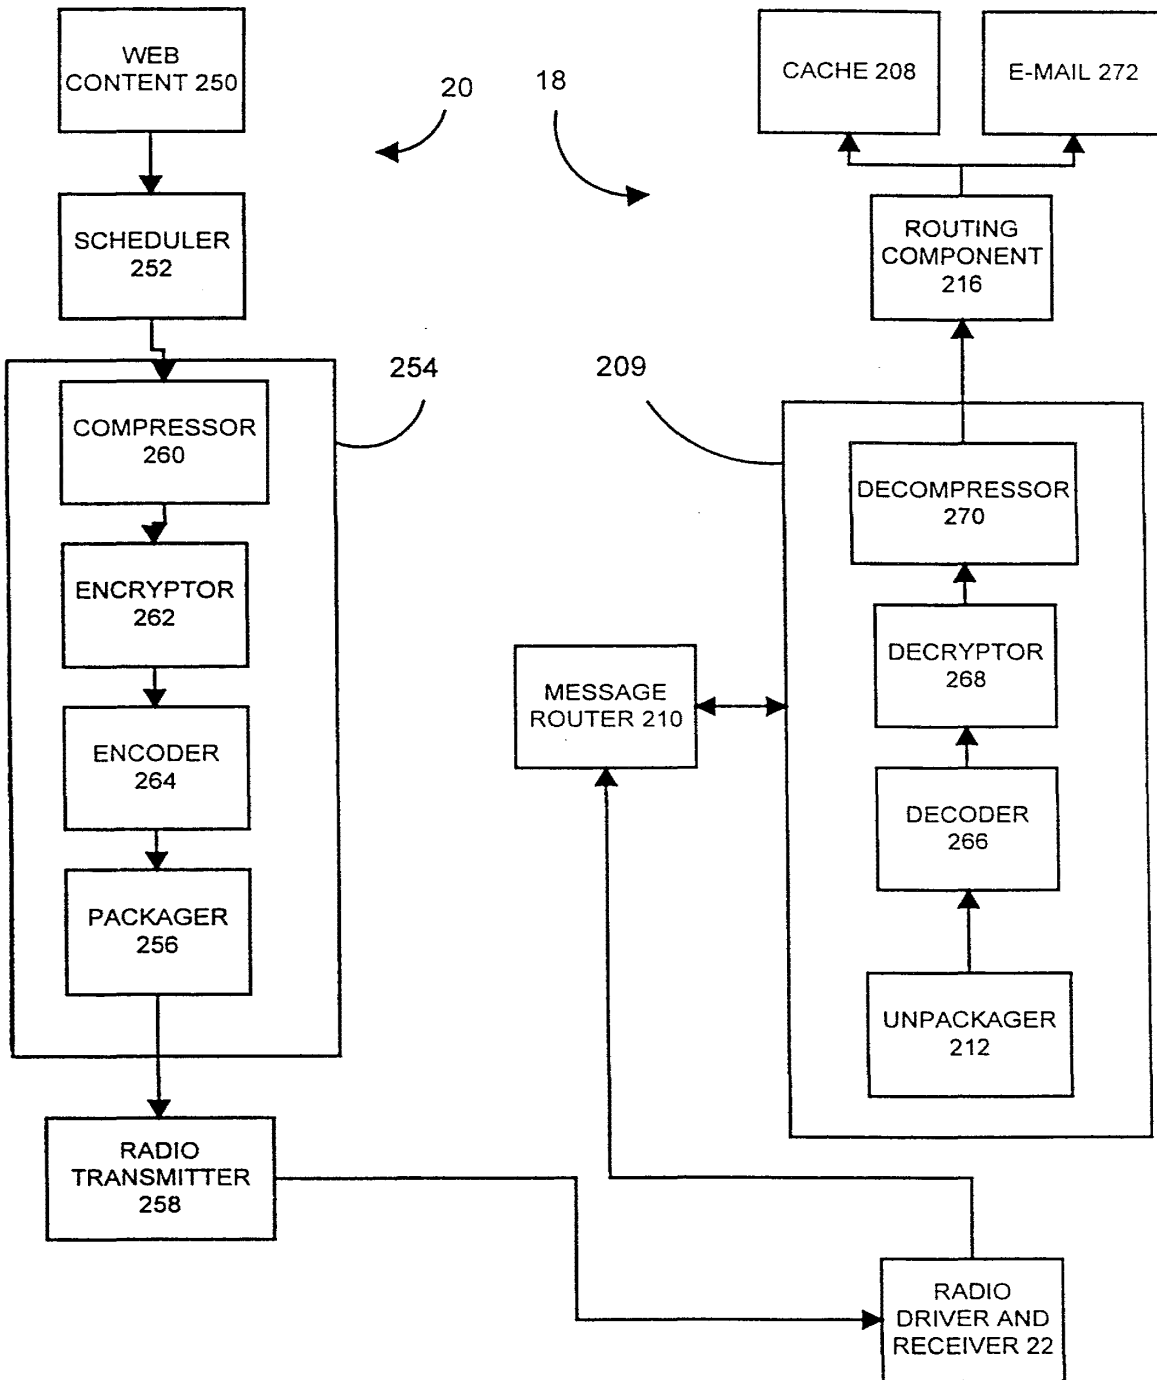 WEB
CONTENT 250
20
18
CACHE 208
E-MAIL 272
SCHEDULER
252
ROUTING
COMPONENT
216
254
209
COMPRESSOR
260
DECOMPRESSOR
270
ENCRYPTOR
262
DECRYPTOR
268
MESSAGE
ROUTER 210
ENCODER
264
DECODER
266
PACKAGER
256
UNPACKAGER
212
RADIO
TRANSMITTER
258
RADIO
DRIVER AND
RECEIVER 22